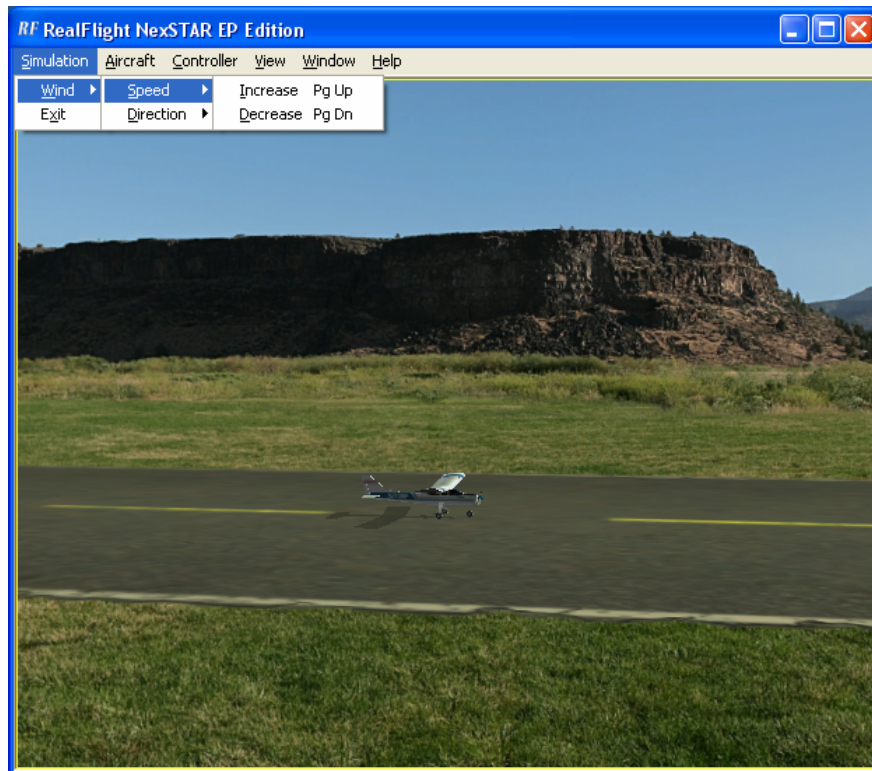 RF RealFlight NexSTAR EP Edition
Simulation Aircraft Controller View Window Help
Wind Speed Increase Pg Up
Exit Direction Decrease Pg Dn